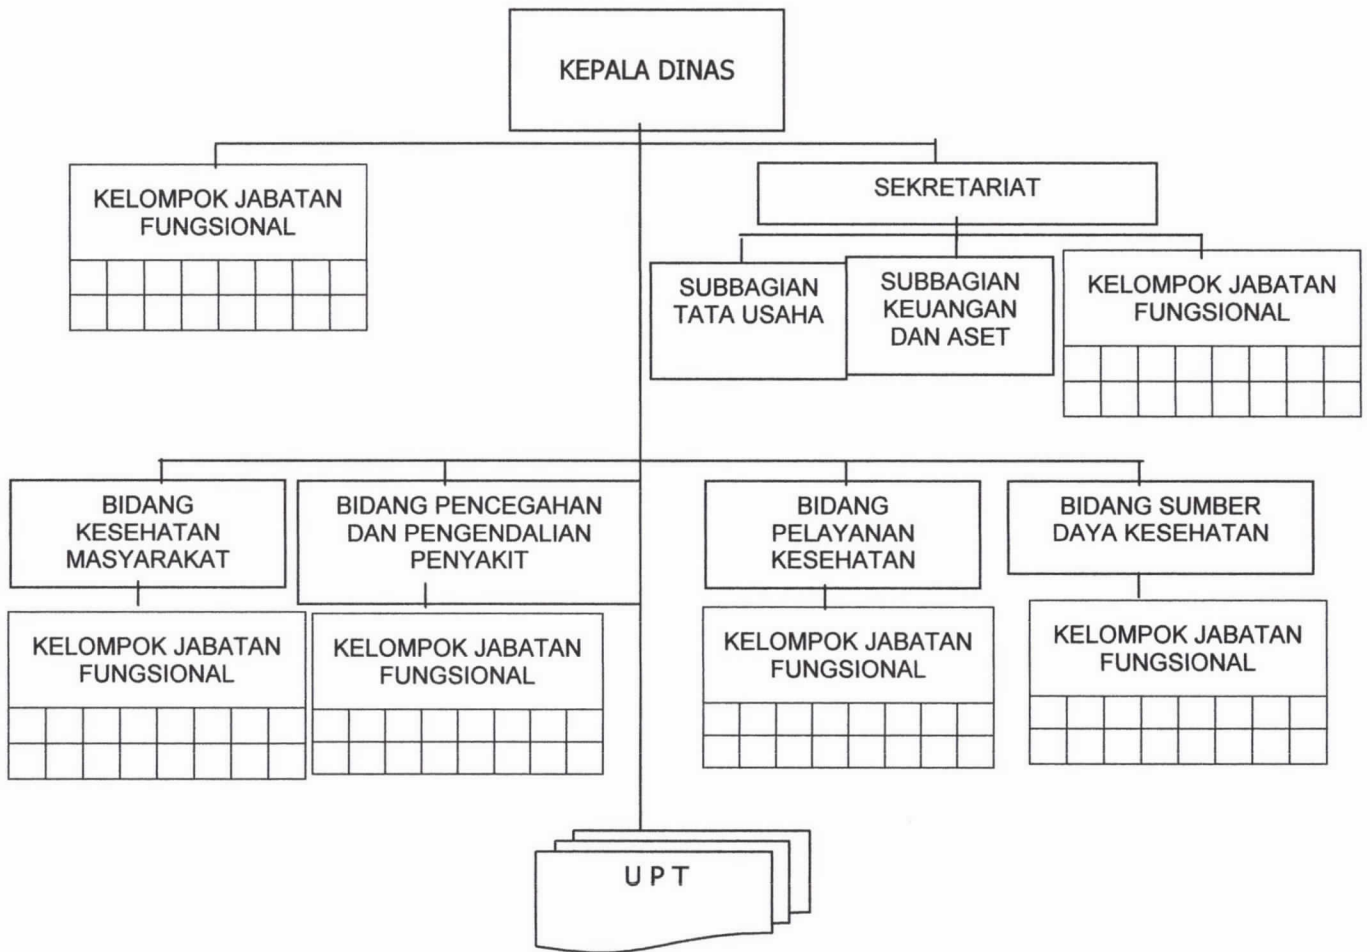 KEPALA DINAS
KELOMPOK JABATAN
FUNGSIONAL
SEKRETARIAT
SUBBAGIAN
TATA USAHA
SUBBAGIAN
KEUANGAN
DAN ASET
KELOMPOK JABATAN
FUNGSIONAL
BIDANG
KESEHATAN
MASYARAKAT
BIDANG PENCEGAHAN
DAN PENGENDALIAN
PENYAKIT
BIDANG
PELAYANAN
KESEHATAN
BIDANG SUMBER
DAYA KESEHATAN
KELOMPOK JABATAN
FUNGSIONAL
KELOMPOK JABATAN
FUNGSIONAL
KELOMPOK JABATAN
FUNGSIONAL
KELOMPOK JABATAN
FUNGSIONAL
U P T